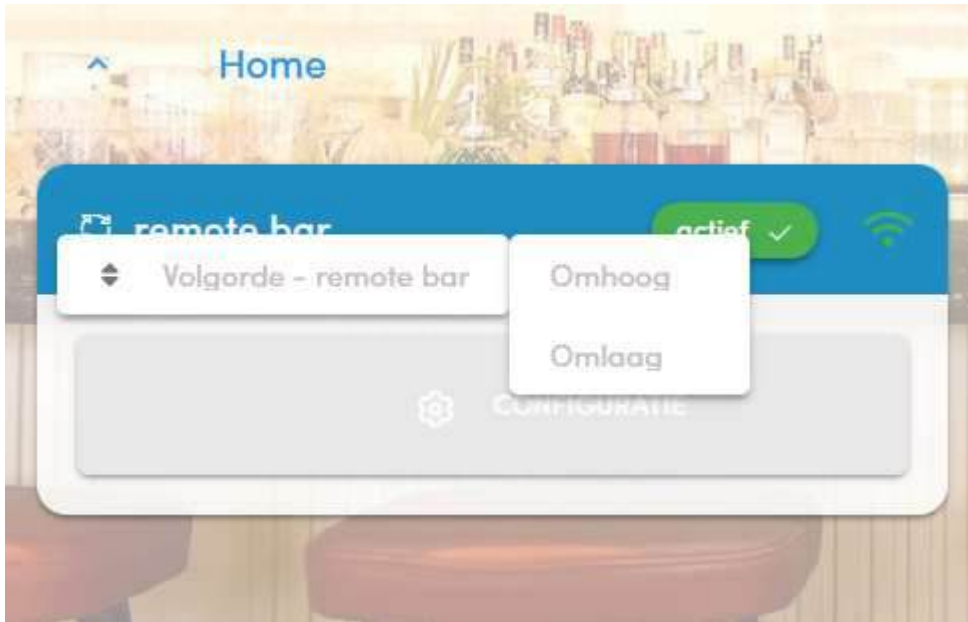 Home
remote bar
actief
Volgorde - remote bar
Omhoog
Omlaag
CONFIGURATIE